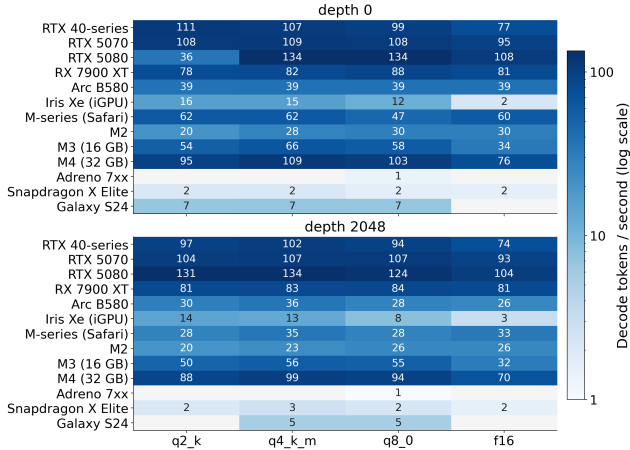 depth 0
RTX 40-series 111 107 99 77
RTX 5070 108 109 108 95
RTX 5080 36 134 134 108
RX 7900 XT 78 82 88 81
Arc B580 39 39 39 39
Iris Xe (iGPU) 16 15 12 2
M-series (Safari) 62 62 47 60
M2 20 28 30 30
M3 (16 GB) 54 66 58 34
M4 (32 GB) 95 109 103 76
Adreno 7xx 1
Snapdragon X Elite 2 2 2 2
Galaxy S24 7 7 7
depth 2048
RTX 40-series 97 102 94 74
RTX 5070 104 107 107 93
RTX 5080 131 134 124 104
RX 7900 XT 81 83 84 81
Arc B580 30 36 28 26
Iris Xe (iGPU) 14 13 8 3
M-series (Safari) 28 35 28 33
M2 20 23 26 26
M3 (16 GB) 50 56 55 32
M4 (32 GB) 88 99 94 70
Adreno 7xx 1
Snapdragon X Elite 2 3 2 2
Galaxy S24 5 5
q2_k q4_k_m q8_0 f16
100
10
1
Decode tokens / second (log scale)